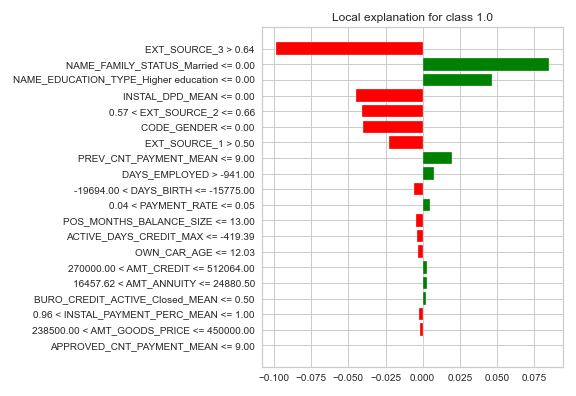 Local explanation for class 1.0
EXT_SOURCE_3 > 0.64
NAME_FAMILY_STATUS_Married <= 0.00
NAME_EDUCATION_TYPE_Higher education <= 0.00
INSTAL_DPD_MEAN <= 0.00
0.57 < EXT_SOURCE_2 <= 0.66
CODE_GENDER <= 0.00
EXT_SOURCE_1 > 0.50
PREV_CNT_PAYMENT_MEAN <= 9.00
DAYS_EMPLOYED > -941.00
-19694.00 < DAYS_BIRTH <= -15775.00
0.04 < PAYMENT_RATE <= 0.05
POS_MONTHS_BALANCE_SIZE <= 13.00
ACTIVE_DAYS_CREDIT_MAX <= -419.39
OWN_CAR_AGE <= 12.03
270000.00 < AMT_CREDIT <= 512064.00
16457.62 < AMT_ANNUITY <= 24880.50
BURO_CREDIT_ACTIVE_Closed_MEAN <= 0.50
0.96 < INSTAL_PAYMENT_PERC_MEAN <= 1.00
238500.00 < AMT_GOODS_PRICE <= 450000.00
APPROVED_CNT_PAYMENT_MEAN <= 9.00
−0.100 −0.075 −0.050 −0.025 0.000 0.025 0.050 0.075